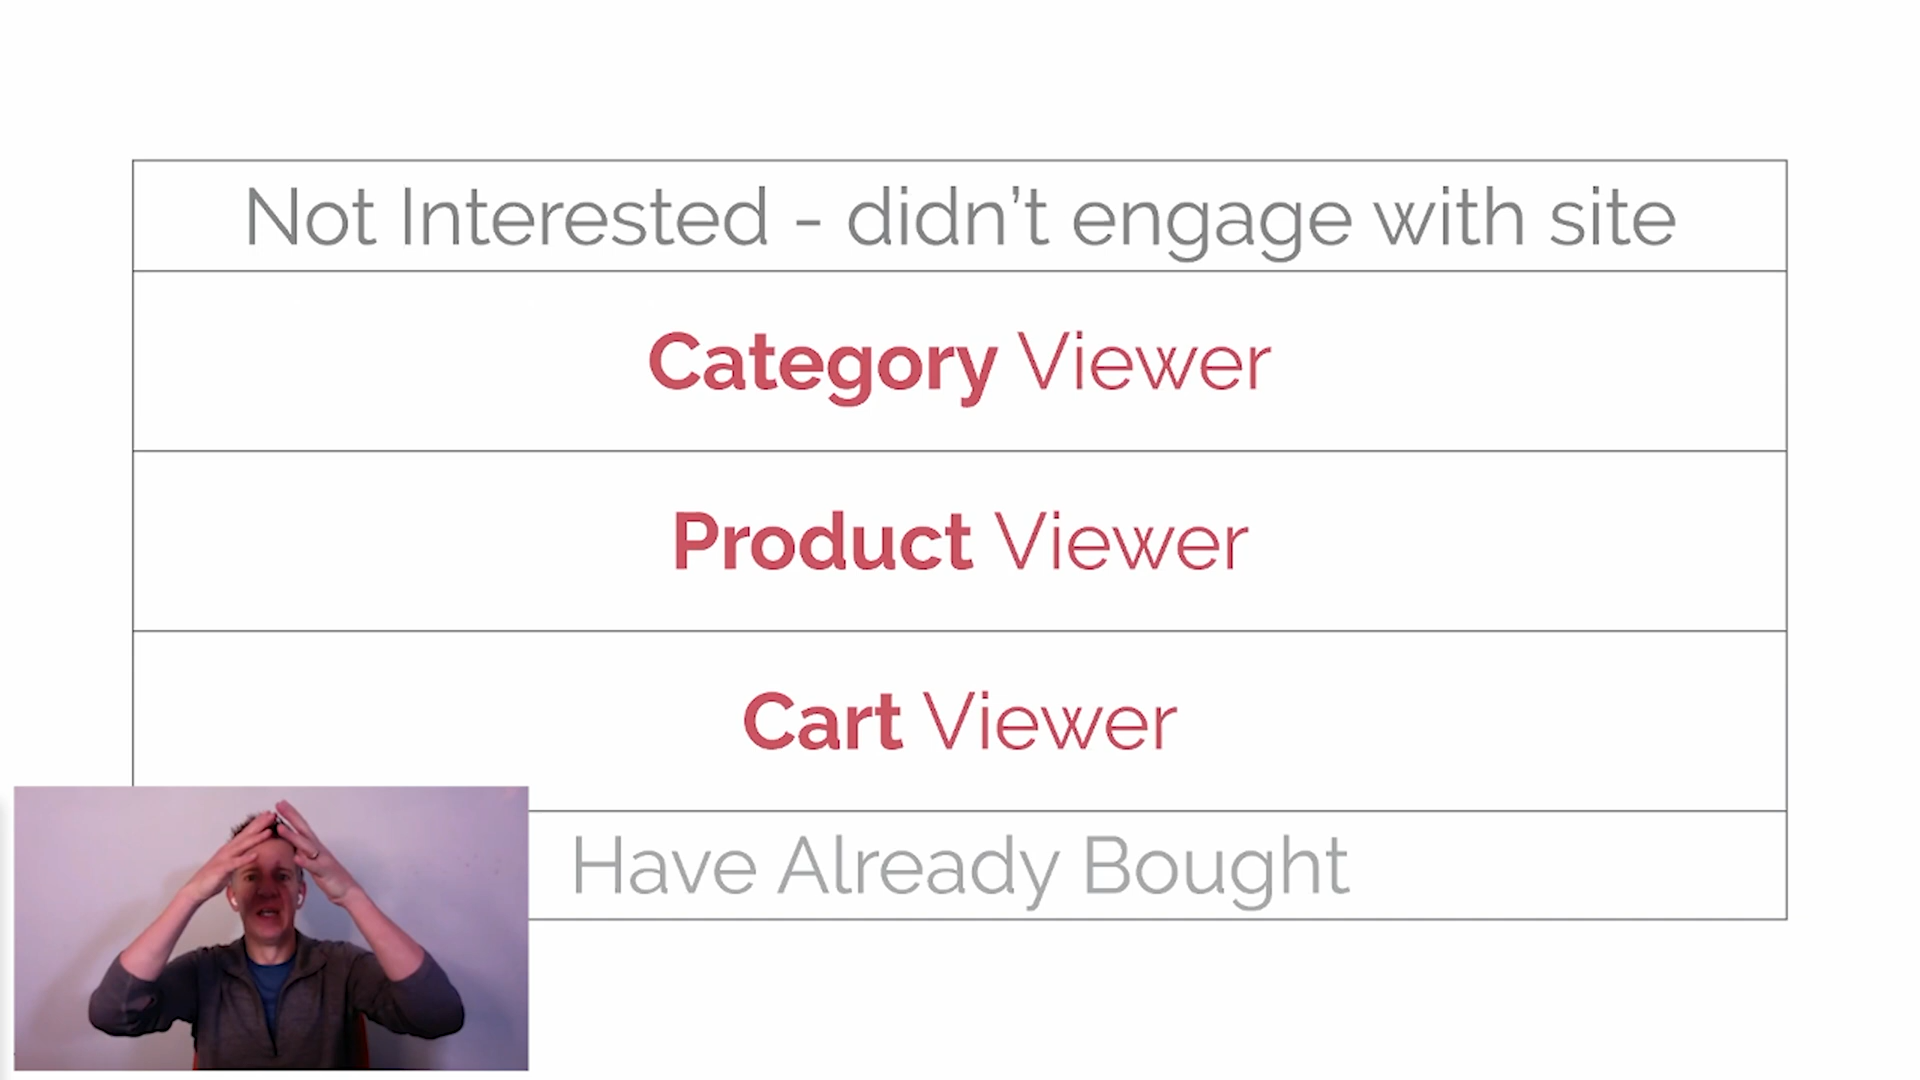 Not Interested - didn’t engage with site
Category Viewer
Product Viewer
Cart Viewer
Have Already Bought